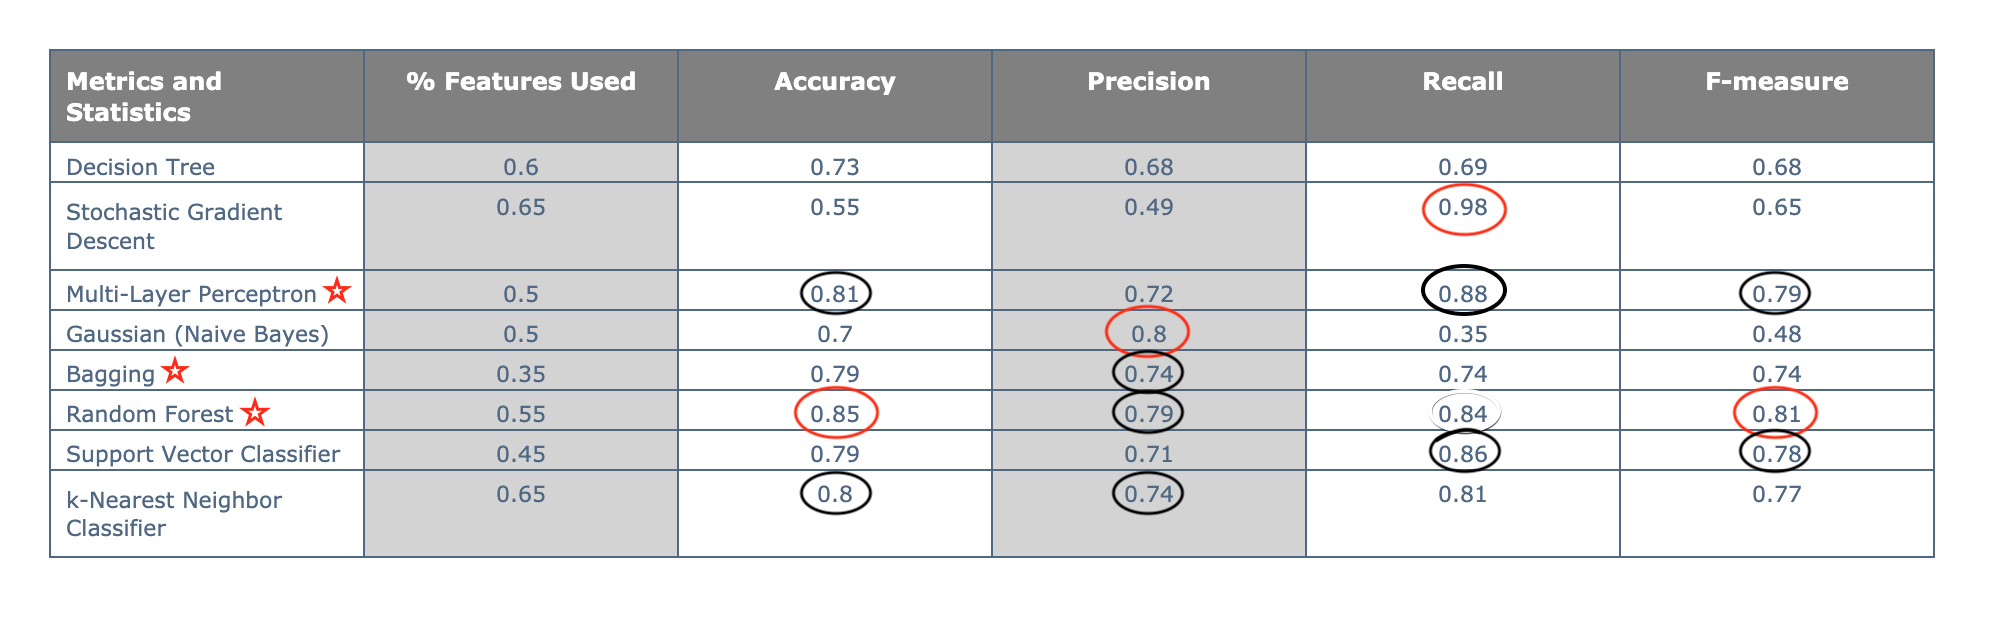 Metrics and Statistics % Features Used Accuracy Precision Recall F-measure
Decision Tree 0.6 0.73 0.68 0.69 0.68
Stochastic Gradient Descent 0.65 0.55 0.49 0.98 0.65
Multi-Layer Perceptron 0.5 0.81 0.72 0.88 0.79
Gaussian (Naive Bayes) 0.5 0.7 0.8 0.35 0.48
Bagging 0.35 0.79 0.74 0.74 0.74
Random Forest 0.55 0.85 0.79 0.84 0.81
Support Vector Classifier 0.45 0.79 0.71 0.86 0.78
k-Nearest Neighbor Classifier 0.65 0.8 0.74 0.81 0.77